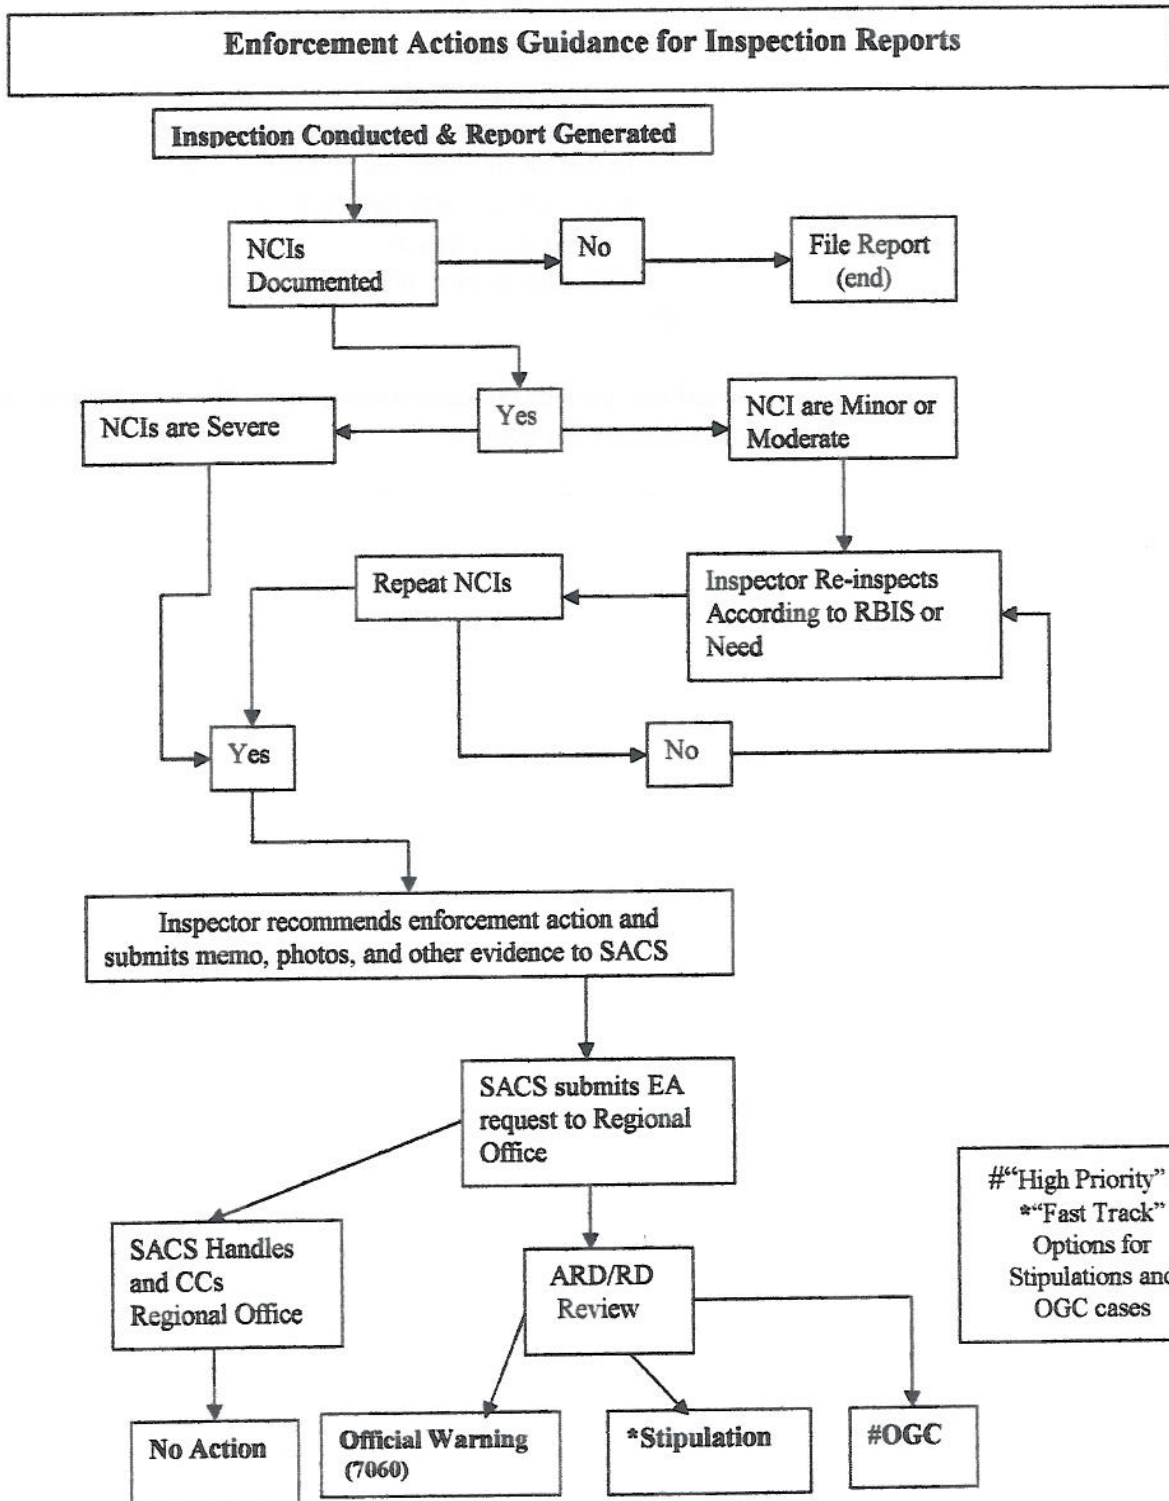 Enforcement Actions Guidance for Inspection Reports
Inspection Conducted & Report Generated
NCIs
Documented
No
File Report
(end)
Yes
NCIs are Severe
NCI are Minor or
Moderate
Repeat NCIs
Inspector Re-inspects
According to RBIS or
Need
Yes
No
Inspector recommends enforcement action and
submits memo, photos, and other evidence to SACS
SACS submits EA
request to Regional
Office
#“High Priority”
*“Fast Track”
Options for
Stipulations and
OGC cases
SACS Handles
and CCs
Regional Office
ARD/RD
Review
No Action
Official Warning
(7060)
*Stipulation
#OGC